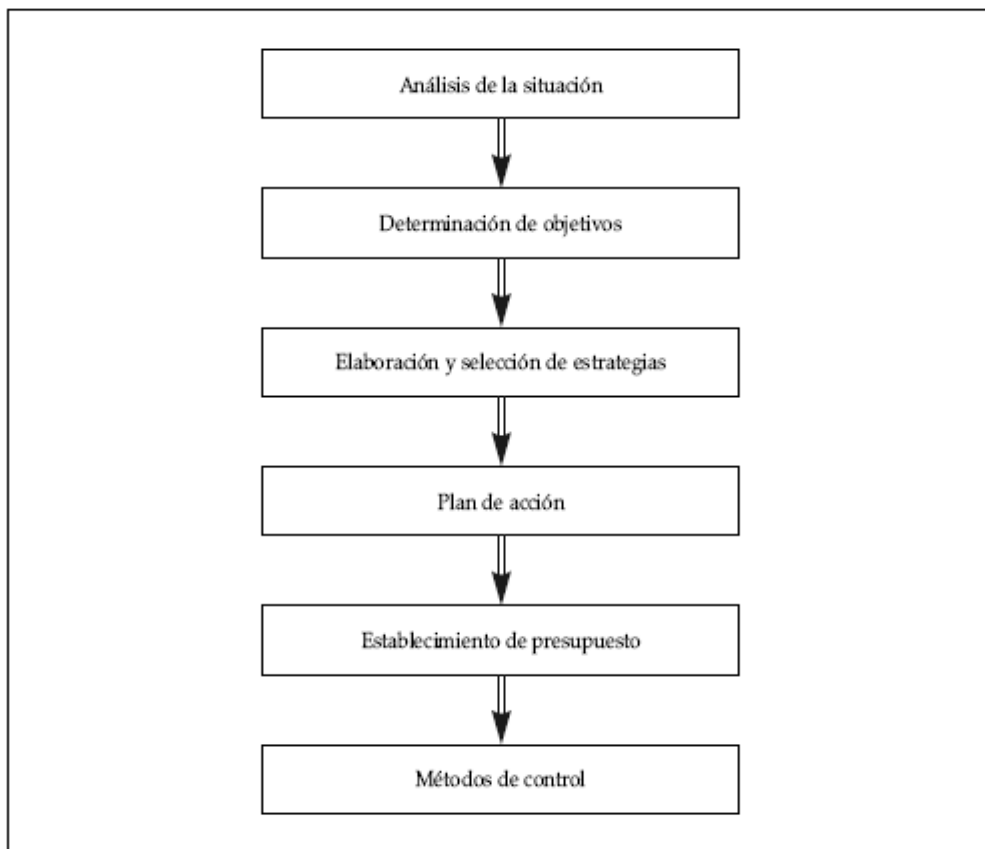 Análisis de la situación
Determinación de objetivos
Elaboración y selección de estrategias
Plan de acción
Establecimiento de presupuesto
Métodos de control